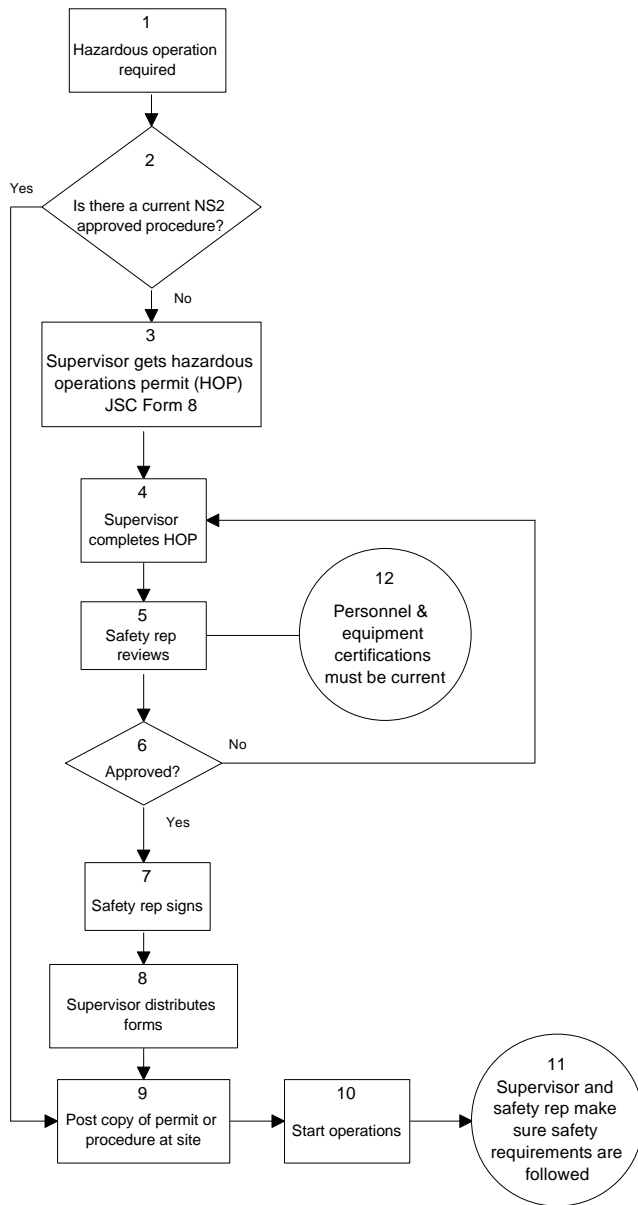 1
Hazardous operation
required
2
Yes
Is there a current NS2
approved procedure?
No
3
Supervisor gets hazardous
operations permit (HOP)
JSC Form 8
4
Supervisor
completes HOP
12
Personnel &
equipment
certifications
must be current
5
Safety rep
reviews
6
No
Approved?
Yes
7
Safety rep signs
8
Supervisor distributes
forms
9
Post copy of permit or
procedure at site
10
Start operations
11
Supervisor and
safety rep make
sure safety
requirements are
followed